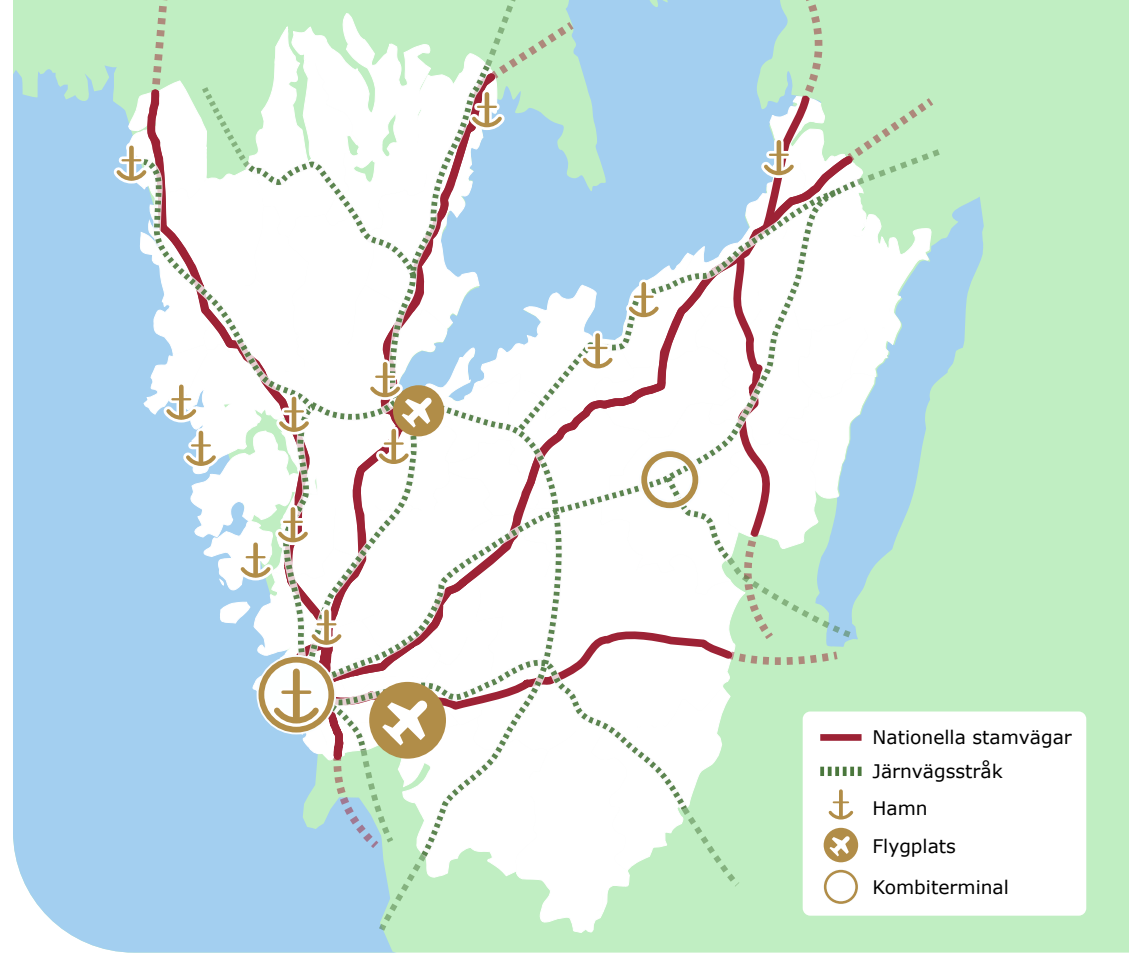 Nationella stamvägar
Järnvägsstråk
Hamn
Flygplats
Kombiterminal